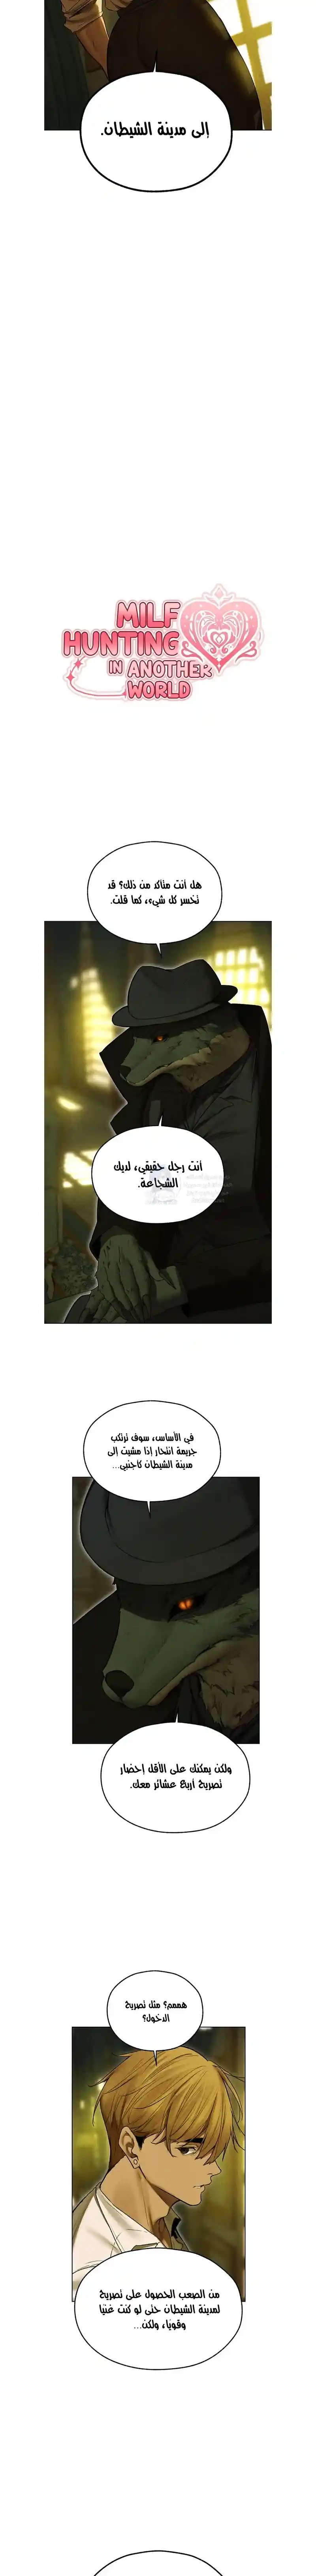 إلى مدينة الشيطان.
MILF
HUNTING
IN ANOTHER
WORLD
هل أنت متأكد من ذلك؟ قد
تخسر كل شيء، كما قلت.
أنت رجل حقيقي، لديك
الشجاعة.
في الأساس، سوف ترتكب
جريمة انتحار إذا مشيت إلى
مدينة الشيطان كأجنبي...
ولكن يمكنك على الأقل إحضار
تصريح أربع عشائر معك.
هممم؟ مثل تصريح
الدخول؟
من الصعب الحصول على تصريح
لمدينة الشيطان حتى لو كنت غنيًا
وقويًا، ولكن...